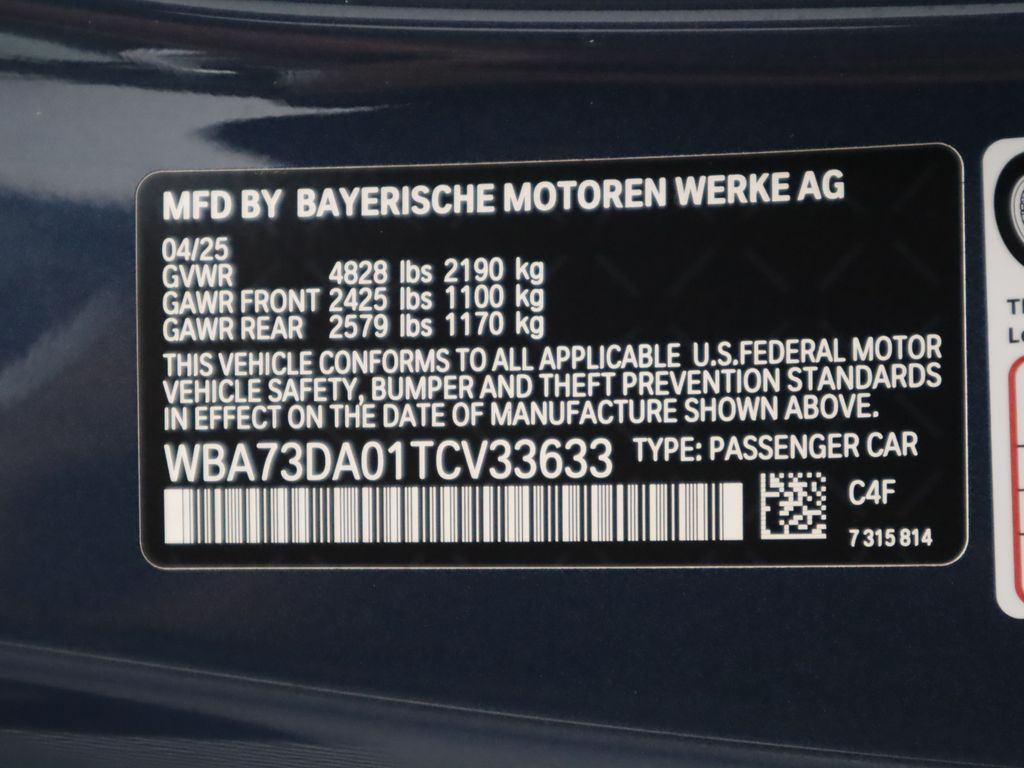 MFD BY BAYERISCHE MOTOREN WERKE AG
04/25
GVWR 4828 lbs 2190 kg
GAWR FRONT 2425 lbs 1100 kg
GAWR REAR 2579 lbs 1170 kg
THIS VEHICLE CONFORMS TO ALL APPLICABLE U.S.FEDERAL MOTOR
VEHICLE SAFETY, BUMPER AND THEFT PREVENTION STANDARDS
IN EFFECT ON THE DATE OF MANUFACTURE SHOWN ABOVE.
WBA73DA01TCV33633 TYPE: PASSENGER CAR
C4F
7 315 814